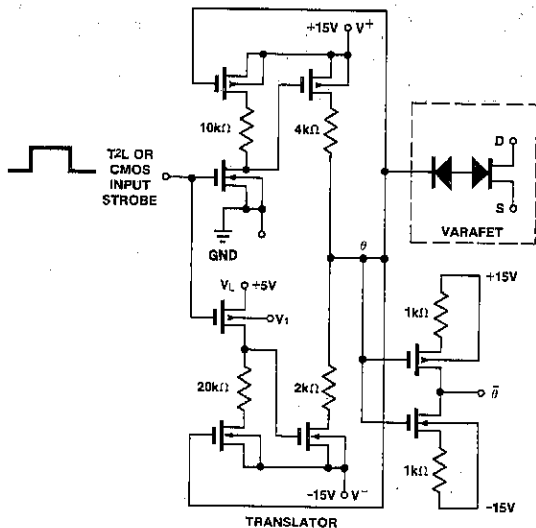 +15V V+
10kΩ
4kΩ
T²L OR
CMOS
INPUT
STROBE
D
S
VARAFET
GND
θ
V_L +5V
V₁
+15V
1kΩ
20kΩ
2kΩ
θ̄
1kΩ
-15V V-
-15V
TRANSLATOR